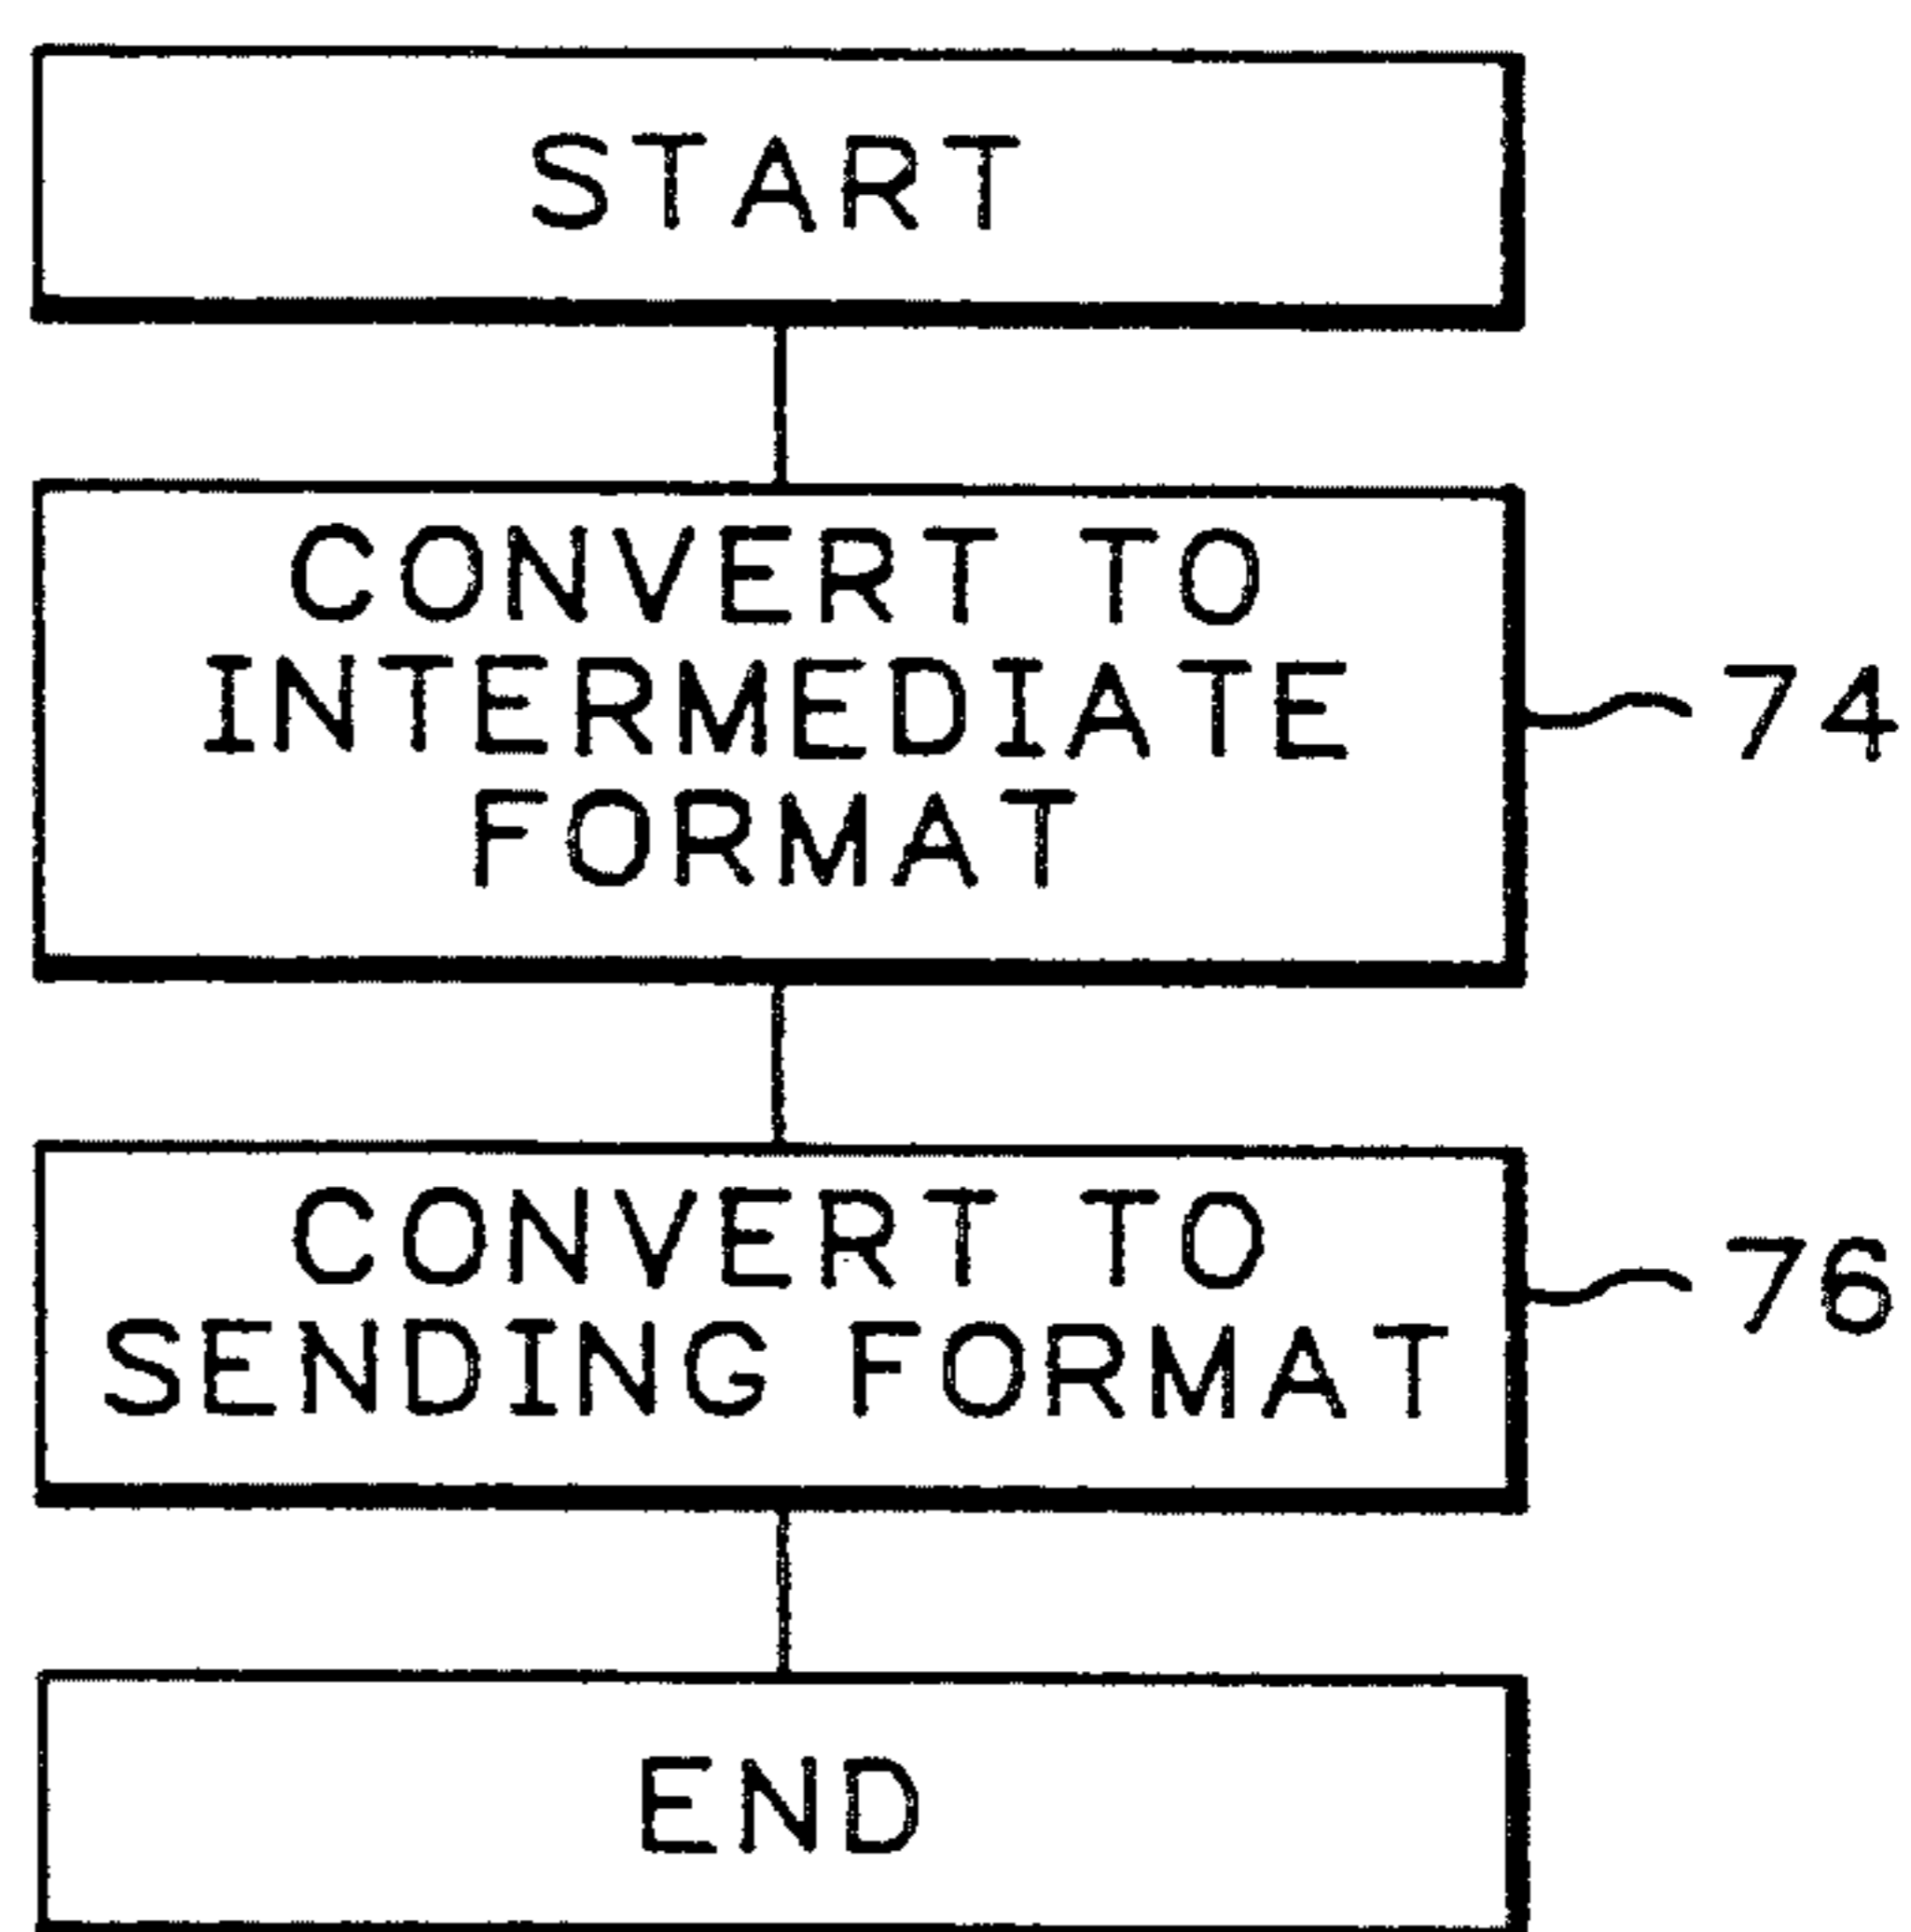 START
CONVERT TO
INTERMEDIATE
FORMAT
74
CONVERT TO
SENDING FORMAT
76
END